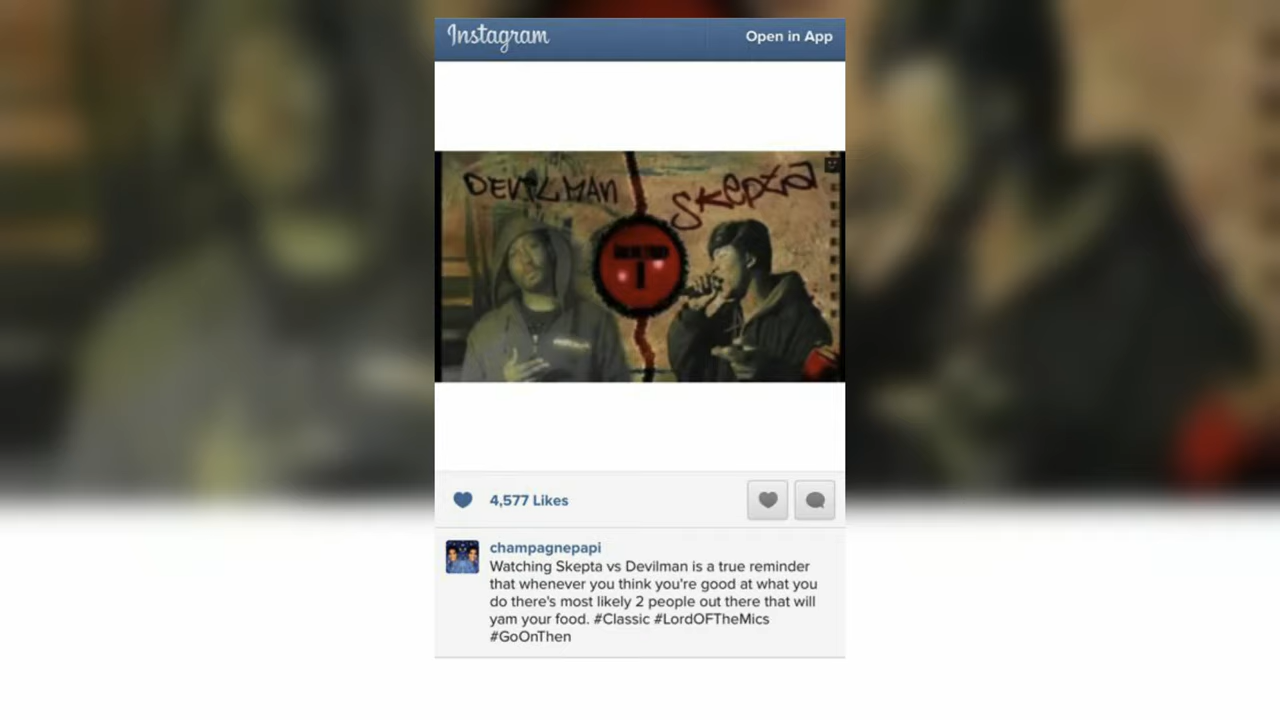 Instagram Open in App
DEVILMAN Skepta
4,577 Likes
champagnepapi
Watching Skepta vs Devilman is a true reminder
that whenever you think you're good at what you
do there's most likely 2 people out there that will
yam your food. #Classic #LordOFTheMics
#GoOnThen